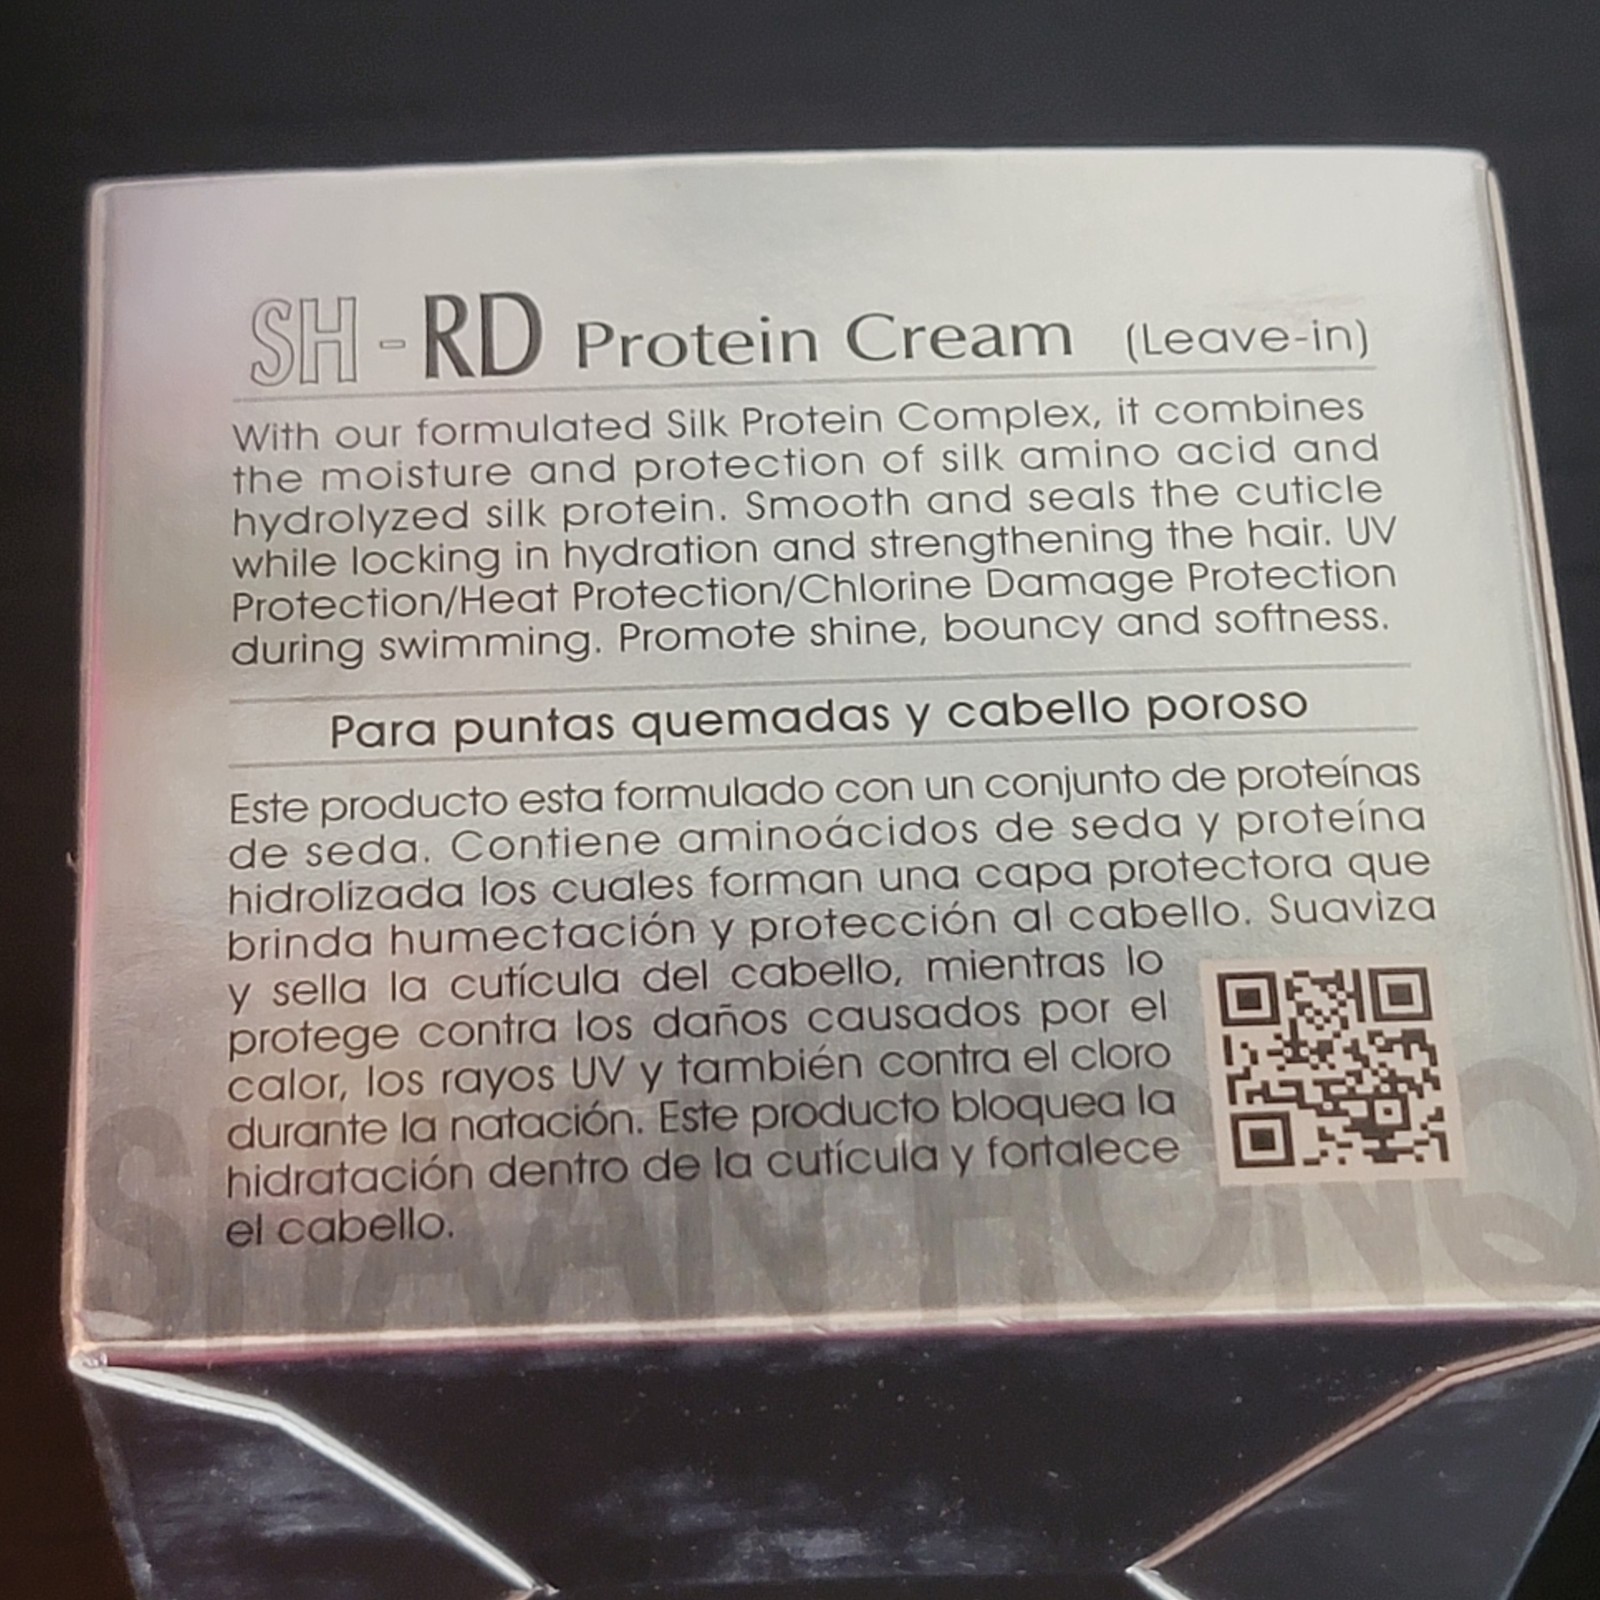 SH - RD Protein Cream (Leave-in)
With our formulated Silk Protein Complex, it combines
the moisture and protection of silk amino acid and
hydrolyzed silk protein. Smooth and seals the cuticle
while locking in hydration and strengthening the hair. UV
Protection/Heat Protection/Chlorine Damage Protection
during swimming. Promote shine, bouncy and softness.
Para puntas quemadas y cabello poroso
Este producto esta formulado con un conjunto de proteínas
de seda. Contiene aminoácidos de seda y proteína
hidrolizada los cuales forman una capa protectora que
brinda humectación y protección al cabello. Suaviza
y sella la cutícula del cabello, mientras lo
protege contra los daños causados por el
calor, los rayos UV y también contra el cloro
durante la natación. Este producto bloquea la
hidratación dentro de la cutícula y fortalece
el cabello.
SHAAN HONQ